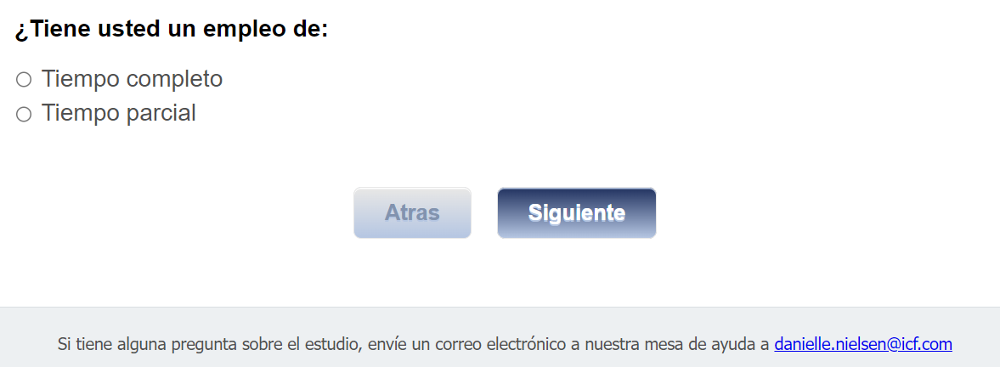 ¿Tiene usted un empleo de:
Tiempo completo
Tiempo parcial
Atras
Siguiente
Si tiene alguna pregunta sobre el estudio, envíe un correo electrónico a nuestra mesa de ayuda a danielle.nielsen@icf.com